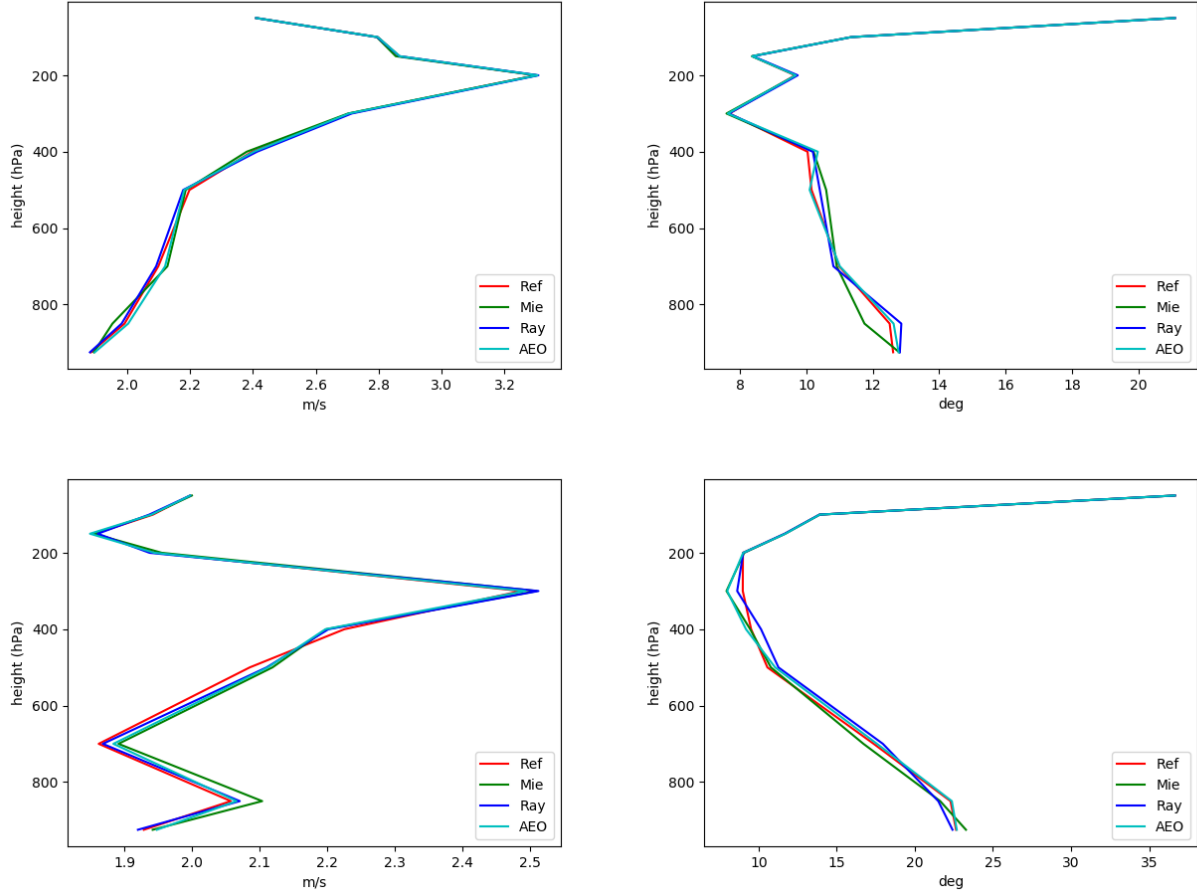 200
400
600
800
height (hPa)
2.0 2.2 2.4 2.6 2.8 3.0 3.2
m/s
Ref
Mie
Ray
AEO
200
400
600
800
height (hPa)
8 10 12 14 16 18 20
deg
Ref
Mie
Ray
AEO
200
400
600
800
height (hPa)
1.9 2.0 2.1 2.2 2.3 2.4 2.5
m/s
Ref
Mie
Ray
AEO
200
400
600
800
height (hPa)
10 15 20 25 30 35
deg
Ref
Mie
Ray
AEO